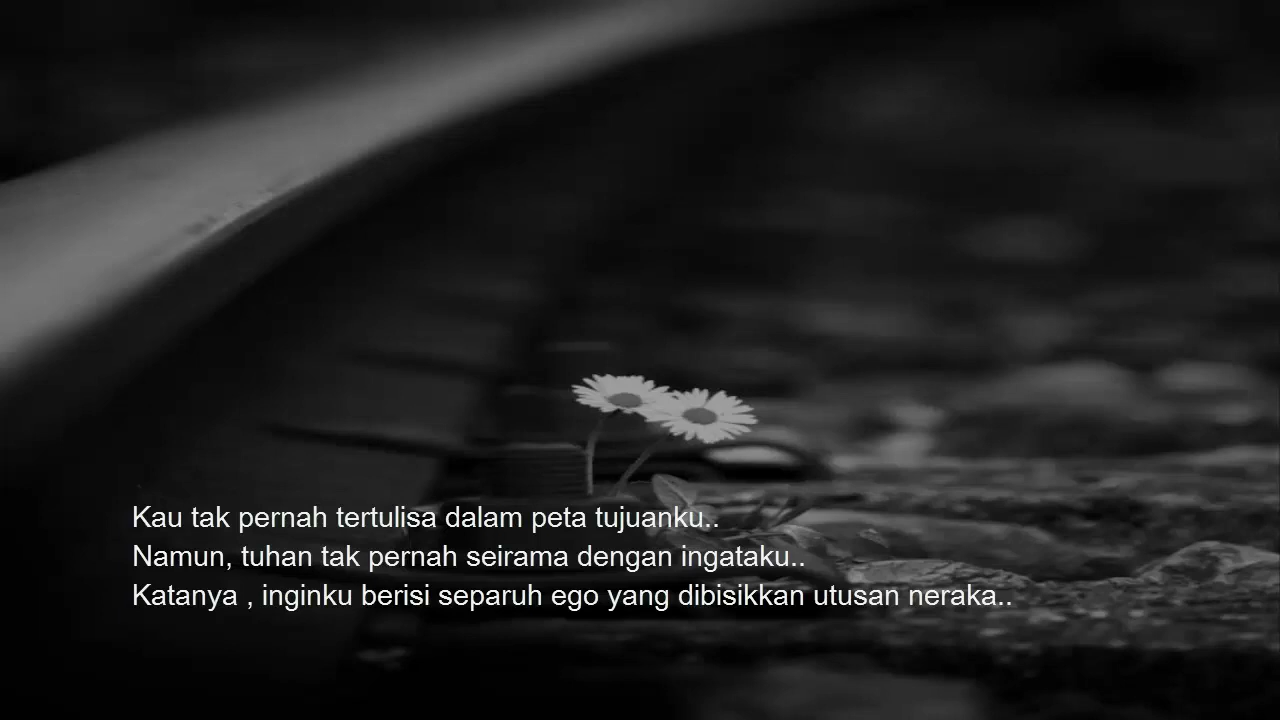 Kau tak pernah tertulisa dalam peta tujuanku..
Namun, tuhan tak pernah seirama dengan ingataku..
Katanya , inginku berisi separuh ego yang dibisikkan utusan neraka..